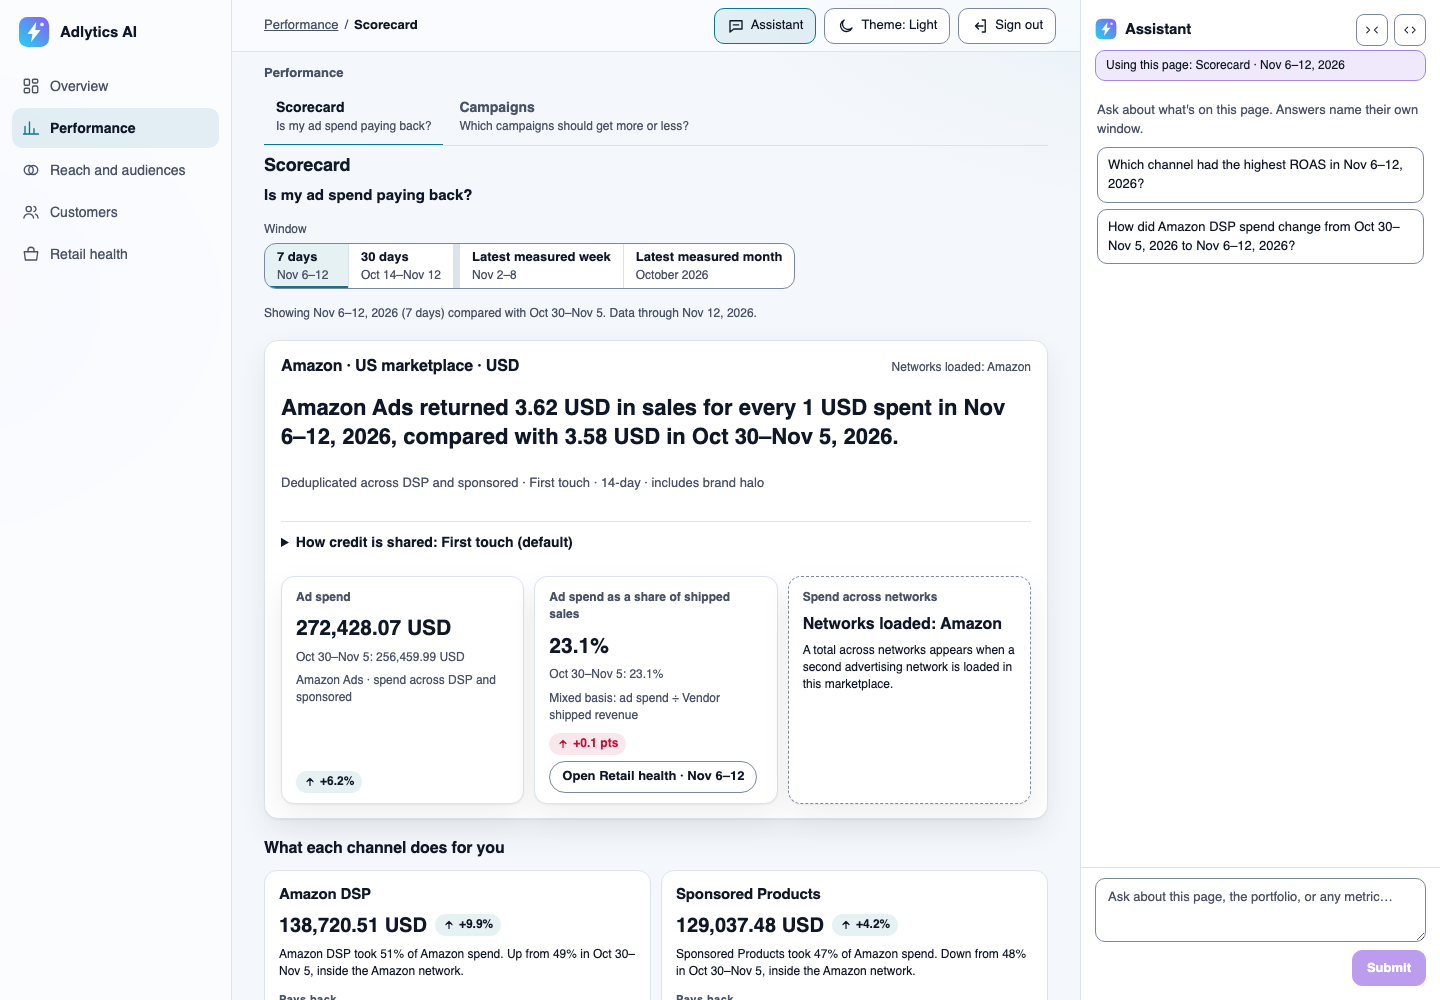 Adlytics AI
Overview
Performance
Reach and audiences
Customers
Retail health
Performance / Scorecard
Assistant
Theme: Light
Sign out
Performance
Scorecard
Is my ad spend paying back?
Campaigns
Which campaigns should get more or less?
Scorecard
Is my ad spend paying back?
Window
7 days
Nov 6–12
30 days
Oct 14–Nov 12
Latest measured week
Nov 2–8
Latest measured month
October 2026
Showing Nov 6–12, 2026 (7 days) compared with Oct 30–Nov 5. Data through Nov 12, 2026.
Amazon · US marketplace · USD
Networks loaded: Amazon
Amazon Ads returned 3.62 USD in sales for every 1 USD spent in Nov
6–12, 2026, compared with 3.58 USD in Oct 30–Nov 5, 2026.
Deduplicated across DSP and sponsored · First touch · 14-day · includes brand halo
How credit is shared: First touch (default)
Ad spend
272,428.07 USD
Oct 30–Nov 5: 256,459.99 USD
Amazon Ads · spend across DSP and
sponsored
↑ +6.2%
Ad spend as a share of shipped
sales
23.1%
Oct 30–Nov 5: 23.1%
Mixed basis: ad spend ÷ Vendor
shipped revenue
↑ +0.1 pts
Open Retail health · Nov 6–12
Spend across networks
Networks loaded: Amazon
A total across networks appears when a
second advertising network is loaded in
this marketplace.
What each channel does for you
Amazon DSP
138,720.51 USD ↑ +9.9%
Amazon DSP took 51% of Amazon spend. Up from 49% in Oct 30–
Nov 5, inside the Amazon network.
Pays back
Sponsored Products
129,037.48 USD ↑ +4.2%
Sponsored Products took 47% of Amazon spend. Down from 48%
in Oct 30–Nov 5, inside the Amazon network.
Pays back
Assistant
Using this page: Scorecard · Nov 6–12, 2026
Ask about what's on this page. Answers name their own
window.
Which channel had the highest ROAS in Nov 6–12,
2026?
How did Amazon DSP spend change from Oct 30–
Nov 5, 2026 to Nov 6–12, 2026?
Ask about this page, the portfolio, or any metric…
Submit